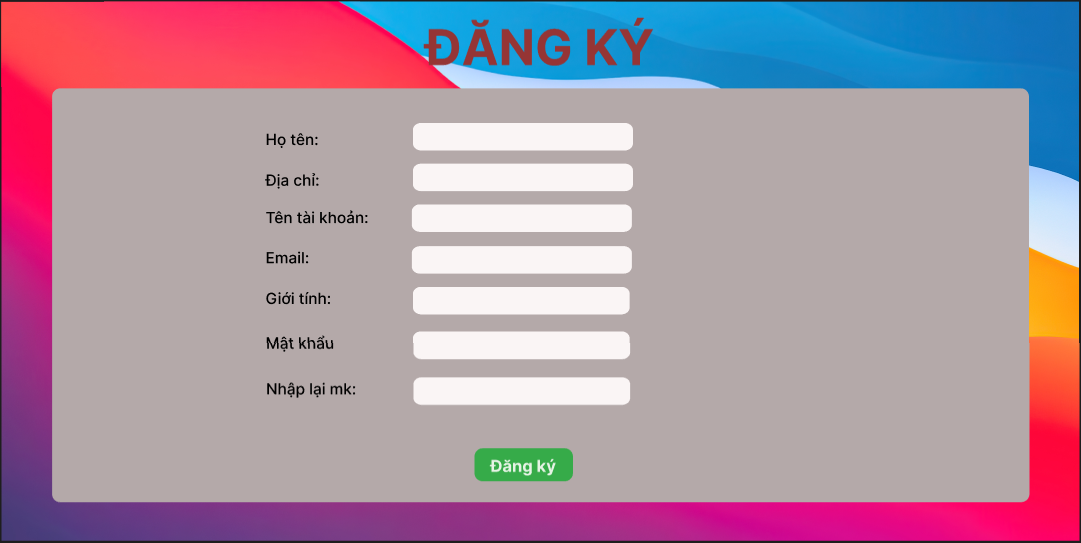 ĐĂNG KÝ
Họ tên:
Địa chỉ:
Tên tài khoản:
Email:
Giới tính:
Mật khẩu
Nhập lại mk:
Đăng ký